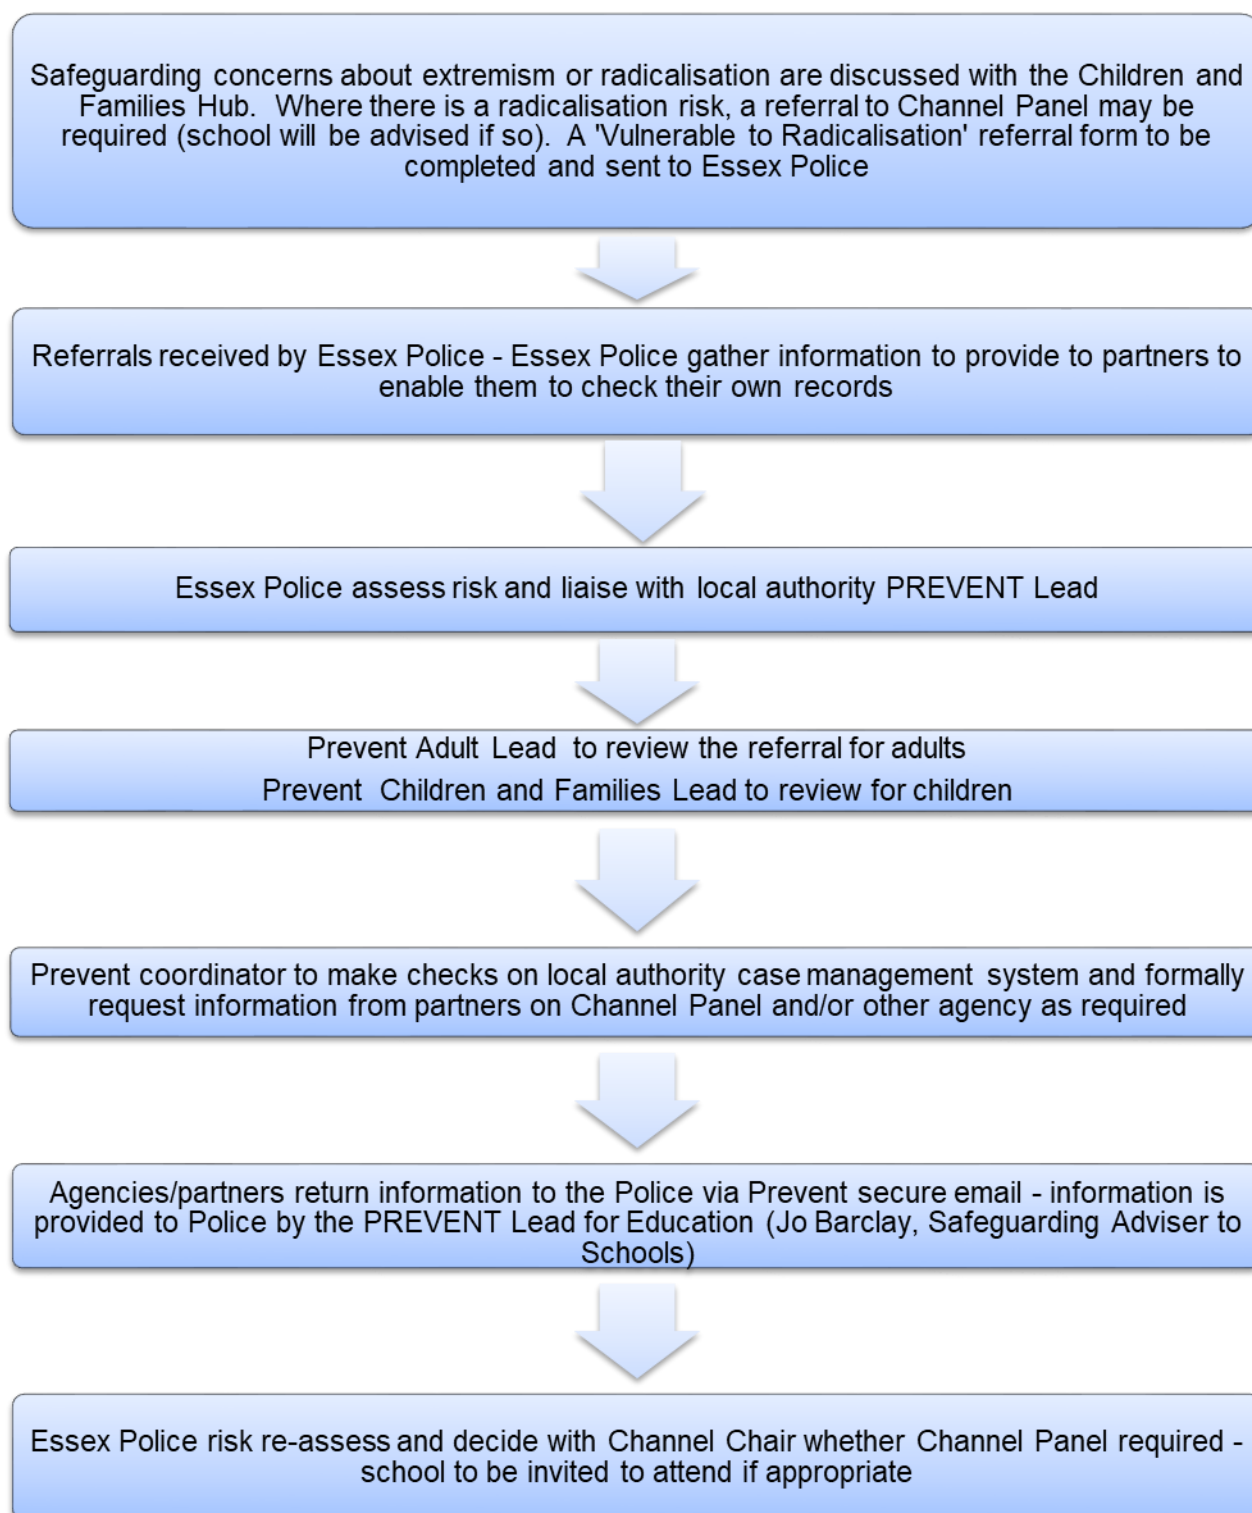 Safeguarding concerns about extremism or radicalisation are discussed with the Children and
Families Hub. Where there is a radicalisation risk, a referral to Channel Panel may be
required (school will be advised if so). A 'Vulnerable to Radicalisation' referral form to be
completed and sent to Essex Police
Referrals received by Essex Police - Essex Police gather information to provide to partners to
enable them to check their own records
Essex Police assess risk and liaise with local authority PREVENT Lead
Prevent Adult Lead to review the referral for adults
Prevent Children and Families Lead to review for children
Prevent coordinator to make checks on local authority case management system and formally
request information from partners on Channel Panel and/or other agency as required
Agencies/partners return information to the Police via Prevent secure email - information is
provided to Police by the PREVENT Lead for Education (Jo Barclay, Safeguarding Adviser to
Schools)
Essex Police risk re-assess and decide with Channel Chair whether Channel Panel required -
school to be invited to attend if appropriate